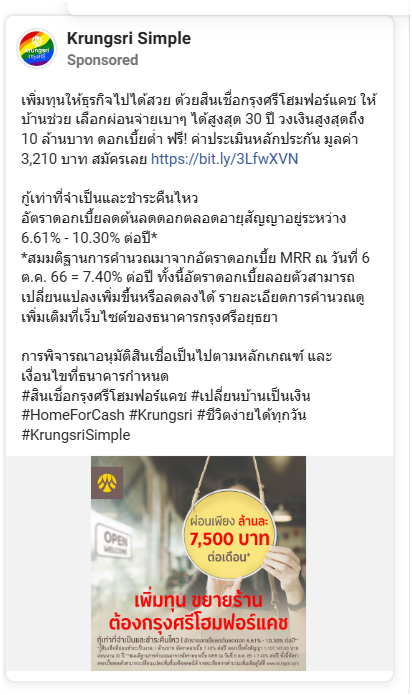 Krungsri Simple
Sponsored
krungsri
กรุงศรี
เพิ่มทุนให้ธุรกิจไปได้สวย ด้วยสินเชื่อกรุงศรีโฮมฟอร์แคช ให้
บ้านช่วย เลือกผ่อนจ่ายเบาๆ ได้สูงสุด 30 ปี วงเงินสูงสุดถึง
10 ล้านบาท ดอกเบี้ยต่ำ ฟรี! ค่าประเมินหลักประกัน มูลค่า
3,210 บาท สมัครเลย https://bit.ly/3LfwXVN
กู้เท่าที่จำเป็นและชำระคืนไหว
อัตราดอกเบี้ยลดต้นลดดอกตลอดอายุสัญญาอยู่ระหว่าง
6.61% - 10.30% ต่อปี*
*สมมติฐานการคำนวณมาจากอัตราดอกเบี้ย MRR ณ วันที่ 6
ต.ค. 66 = 7.40% ต่อปี ทั้งนี้อัตราดอกเบี้ยลอยตัวสามารถ
เปลี่ยนแปลงเพิ่มขึ้นหรือลดลงได้ รายละเอียดการคำนวณดู
เพิ่มเติมที่เว็บไซต์ของธนาคารกรุงศรีอยุธยา
การพิจารณาอนุมัติสินเชื่อเป็นไปตามหลักเกณฑ์ และ
เงื่อนไขที่ธนาคารกำหนด
#สินเชื่อกรุงศรีโฮมฟอร์แคช #เปลี่ยนบ้านเป็นเงิน
#HomeForCash #Krungsri #ชีวิตง่ายได้ทุกวัน
#KrungsriSimple
ผ่อนเพียง ล้านละ
7,500 บาท
ต่อเดือน*
OPEN
WELCOME
เพิ่มทุน ขยายร้าน
ต้องกรุงศรีโฮมฟอร์แคช
กู้เท่าที่จำเป็นและชำระคืนไหว